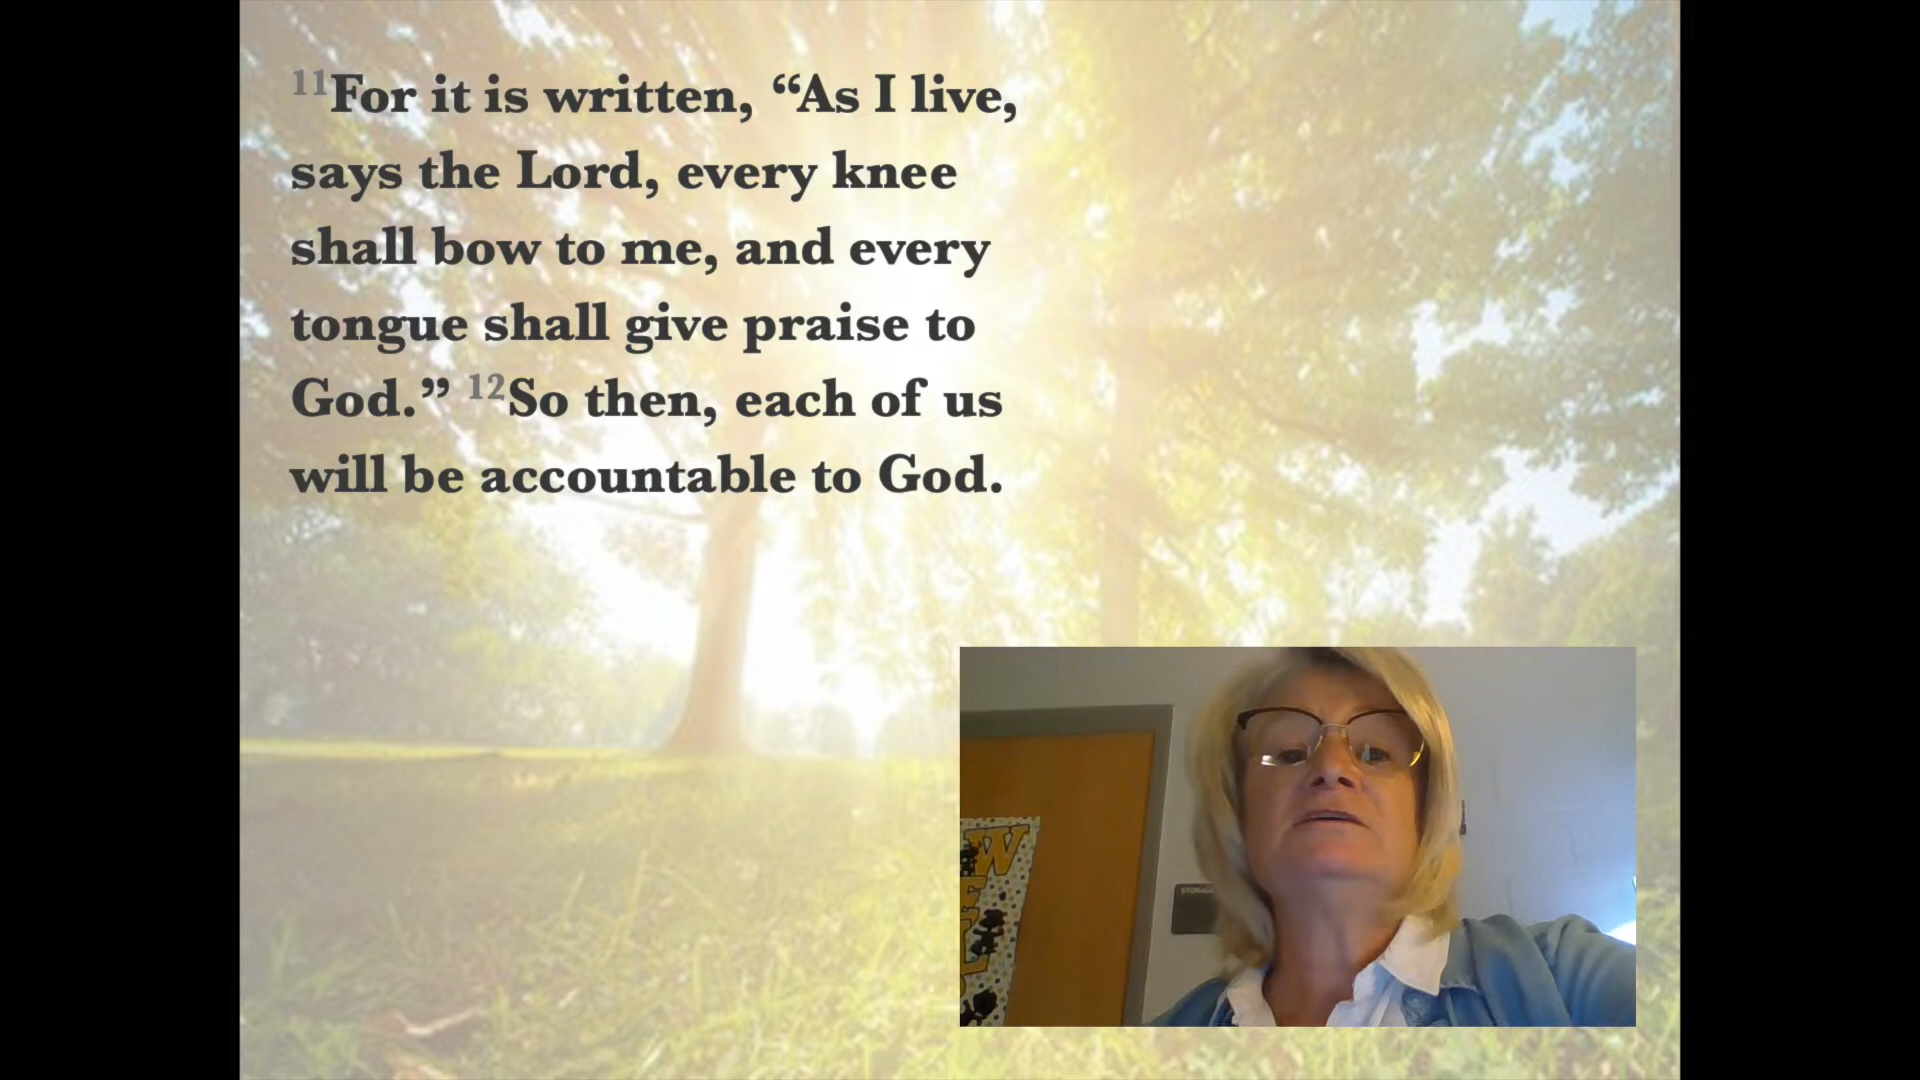 11For it is written, “As I live,
says the Lord, every knee
shall bow to me, and every
tongue shall give praise to
God.” 12So then, each of us
will be accountable to God.
W
E
L